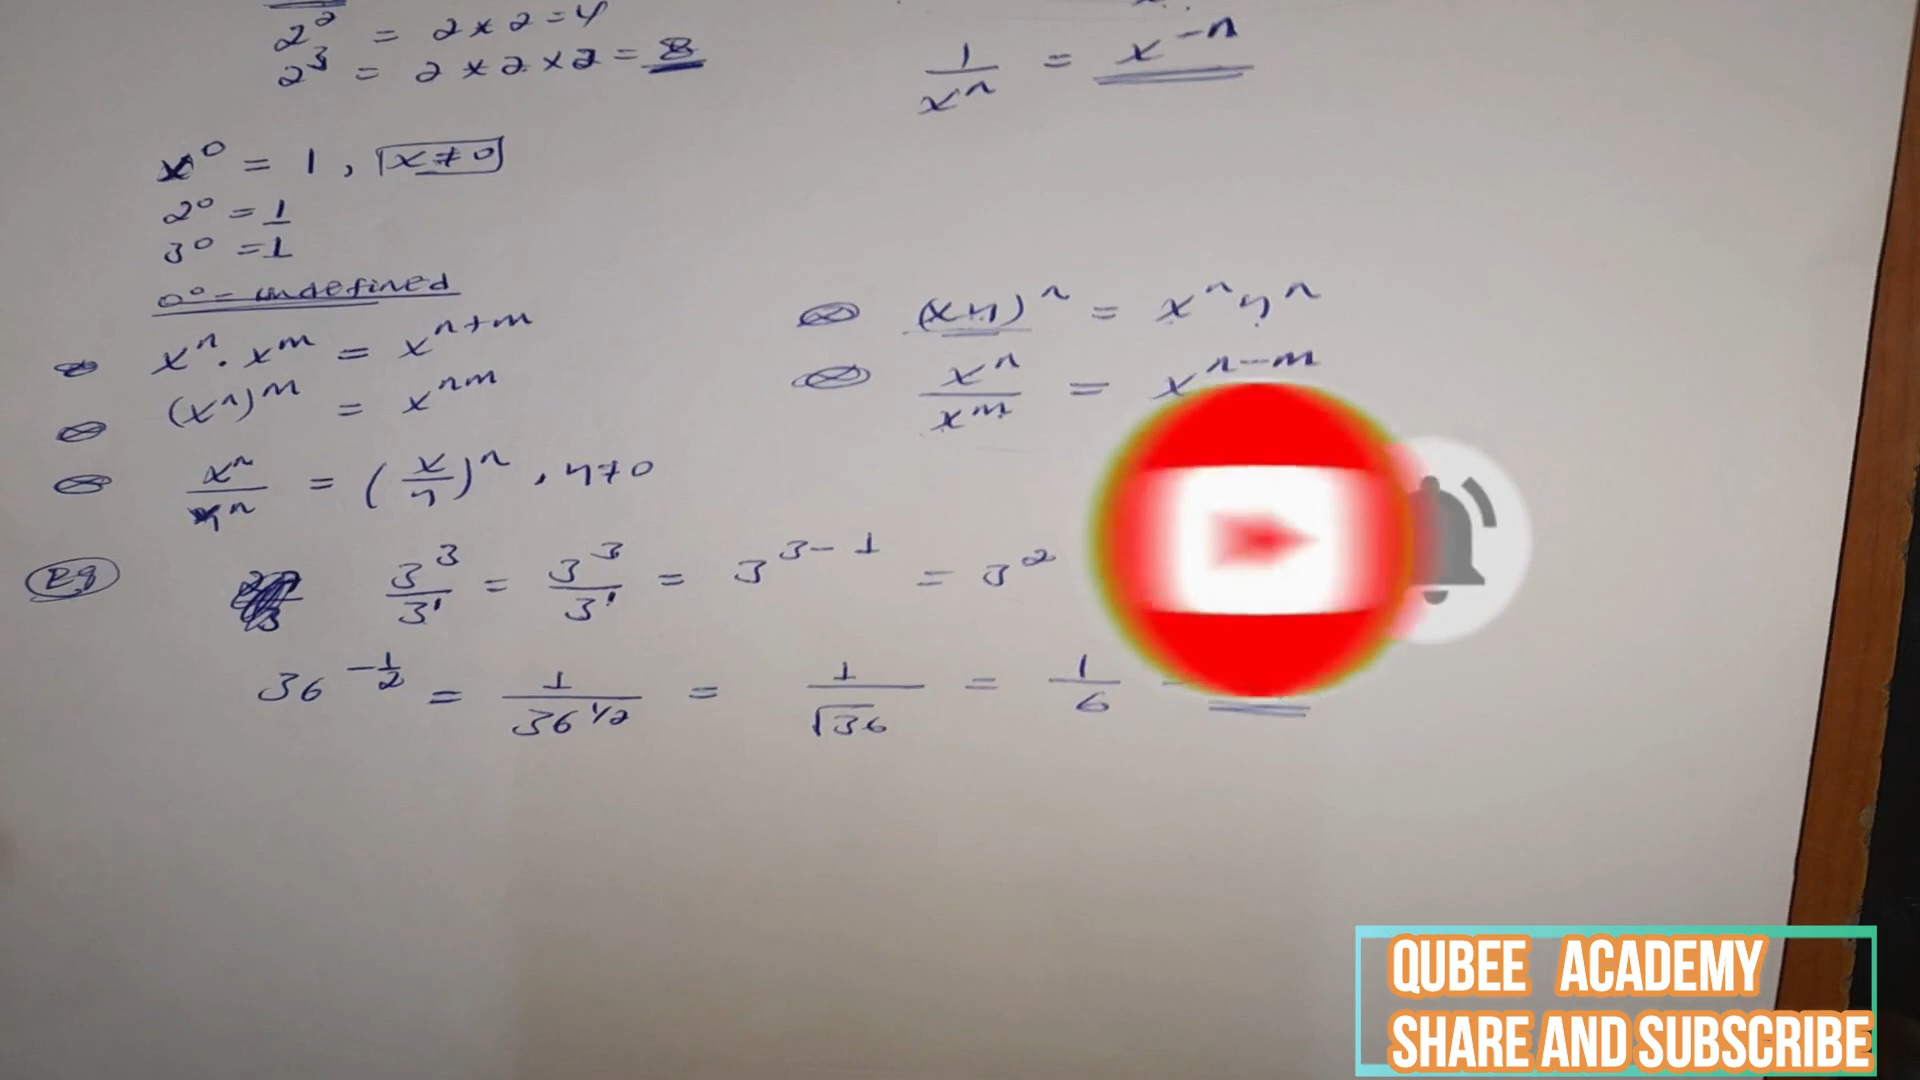 2² = 2 × 2 = 4
2³ = 2 × 2 × 2 = 8
1/xⁿ = x⁻ⁿ
x⁰ = 1, x ≠ 0
2⁰ = 1
3⁰ = 1
0⁰ = undefined
xⁿ · xᵐ = xⁿ⁺ᵐ
(xⁿ)ᵐ = xⁿᵐ
xⁿ/yⁿ = (x/y)ⁿ, y ≠ 0
(xy)ⁿ = xⁿyⁿ
xⁿ/xᵐ = xⁿ⁻ᵐ
Eg
3³/3¹ = 3³/3¹ = 3³⁻¹ = 3²
36^(-1/2) = 1/36^(1/2) = 1/√36 = 1/6
QUBEE ACADEMY
SHARE AND SUBSCRIBE